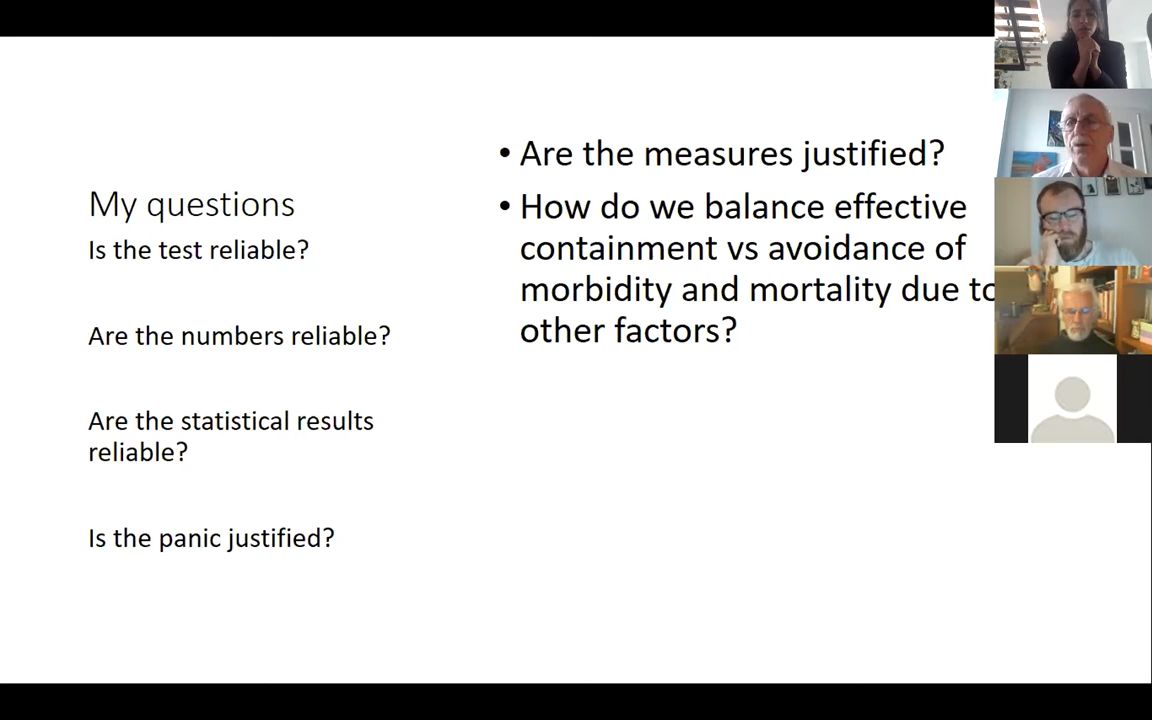 My questions
Is the test reliable?
Are the numbers reliable?
Are the statistical results
reliable?
Is the panic justified?
• Are the measures justified?
• How do we balance effective
containment vs avoidance of
morbidity and mortality due to
other factors?